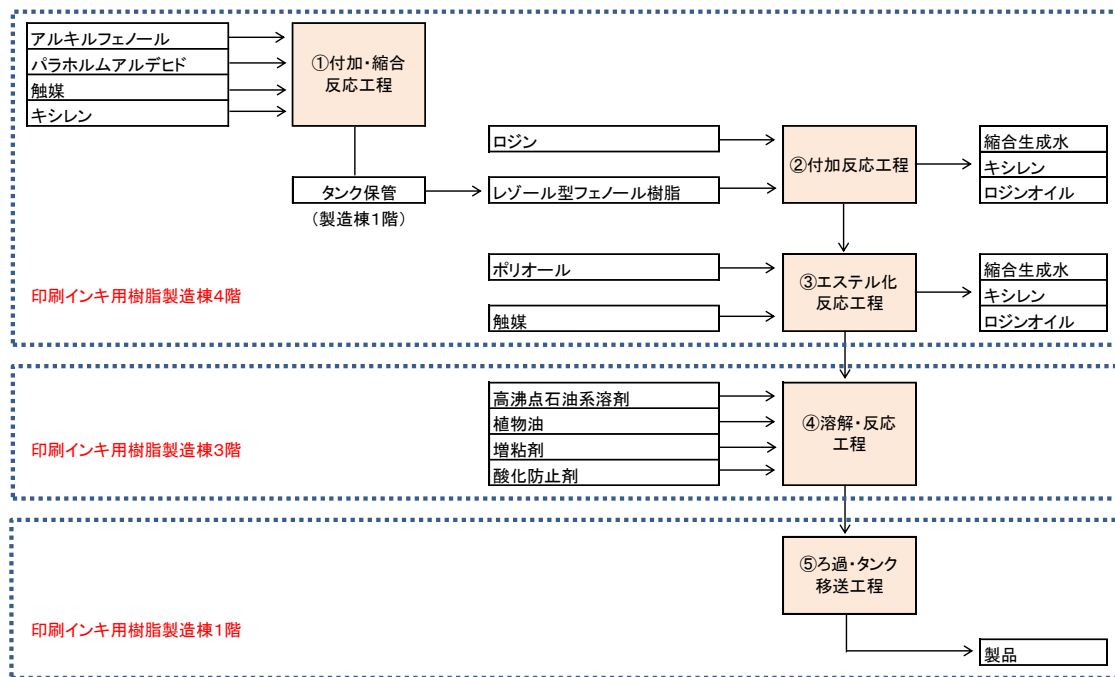 アルキルフェノール
パラホルムアルデヒド
触媒
キシレン
①付加・縮合
反応工程
タンク保管
（製造棟1階）
ロジン
レゾール型フェノール樹脂
②付加反応工程
縮合生成水
キシレン
ロジンオイル
ポリオール
触媒
③エステル化
反応工程
縮合生成水
キシレン
ロジンオイル
印刷インキ用樹脂製造棟4階
高沸点石油系溶剤
植物油
増粘剤
酸化防止剤
④溶解・反応
工程
印刷インキ用樹脂製造棟3階
⑤ろ過・タンク
移送工程
印刷インキ用樹脂製造棟1階
製品